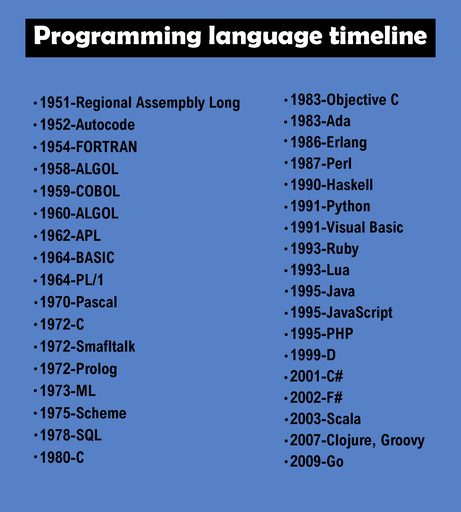 Programming language timeline
•1951-Regional Assempbly Long
•1952-Autocode
•1954-FORTRAN
•1958-ALGOL
•1959-COBOL
•1960-ALGOL
•1962-APL
•1964-BASIC
•1964-PL/1
•1970-Pascal
•1972-C
•1972-Smafltalk
•1972-Prolog
•1973-ML
•1975-Scheme
•1978-SQL
•1980-C
•1983-Objective C
•1983-Ada
•1986-Erlang
•1987-Perl
•1990-Haskell
•1991-Python
•1991-Visual Basic
•1993-Ruby
•1993-Lua
•1995-Java
•1995-JavaScript
•1995-PHP
•1999-D
•2001-C#
•2002-F#
•2003-Scala
•2007-Clojure, Groovy
•2009-Go